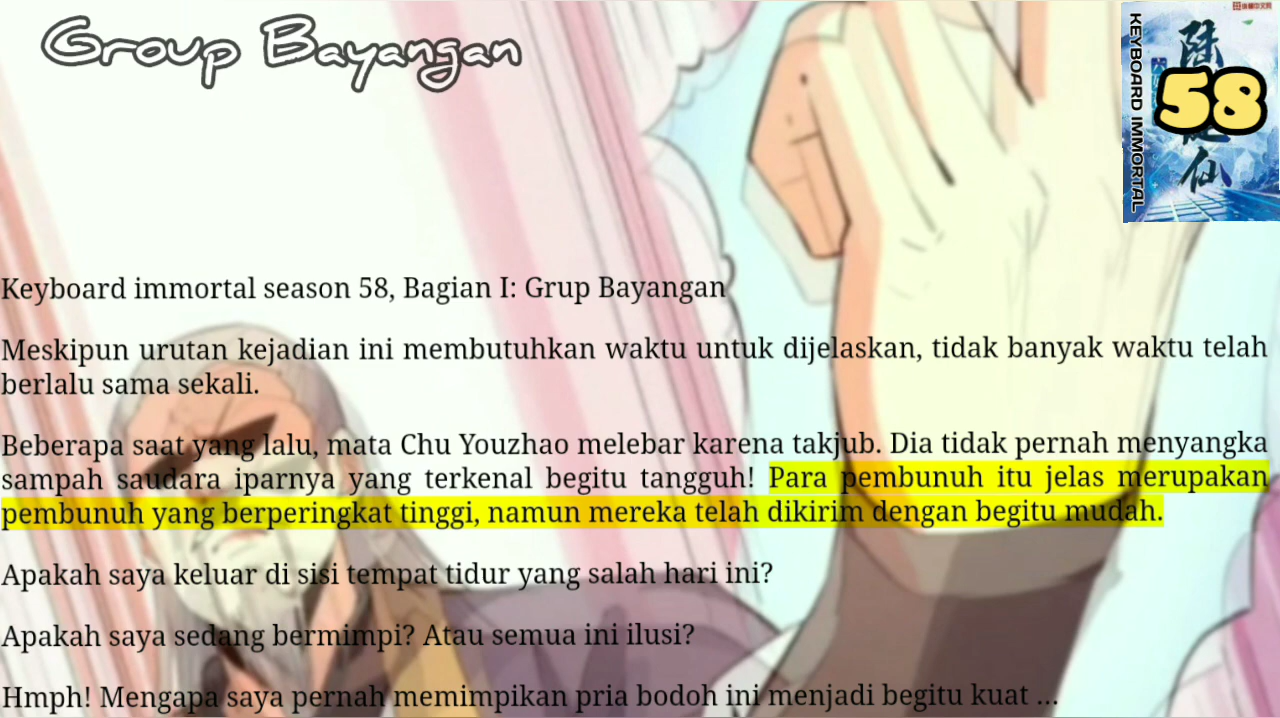 Group Bayangan
KEYBOARD IMMORTAL
58
Keyboard immortal season 58, Bagian I: Grup Bayangan
Meskipun urutan kejadian ini membutuhkan waktu untuk dijelaskan, tidak banyak waktu telah
berlalu sama sekali.
Beberapa saat yang lalu, mata Chu Youzhao melebar karena takjub. Dia tidak pernah menyangka
sampah saudara iparnya yang terkenal begitu tangguh! Para pembunuh itu jelas merupakan
pembunuh yang berperingkat tinggi, namun mereka telah dikirim dengan begitu mudah.
Apakah saya keluar di sisi tempat tidur yang salah hari ini?
Apakah saya sedang bermimpi? Atau semua ini ilusi?
Hmph! Mengapa saya pernah memimpikan pria bodoh ini menjadi begitu kuat ...